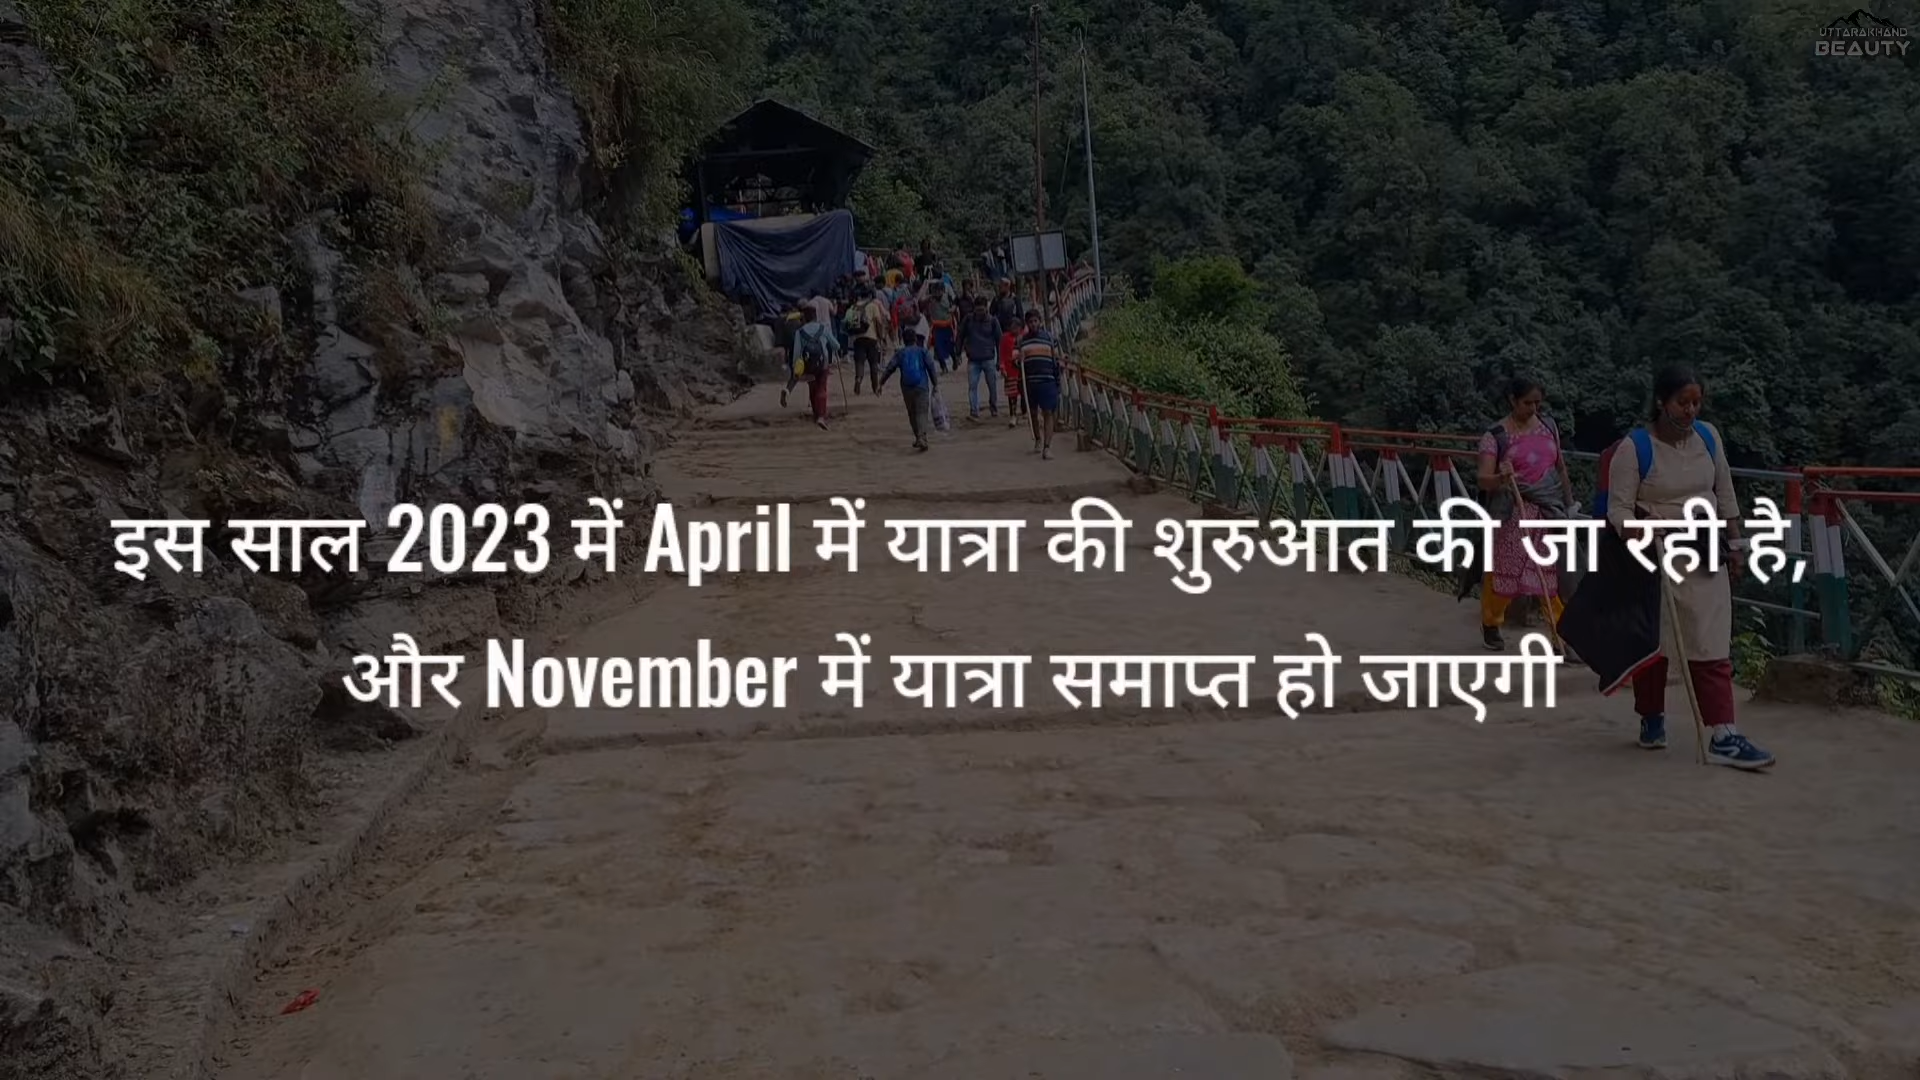 UTTARAKHAND
BEAUTY
इस साल 2023 में April में यात्रा की शुरुआत की जा रही है,
और November में यात्रा समाप्त हो जाएगी